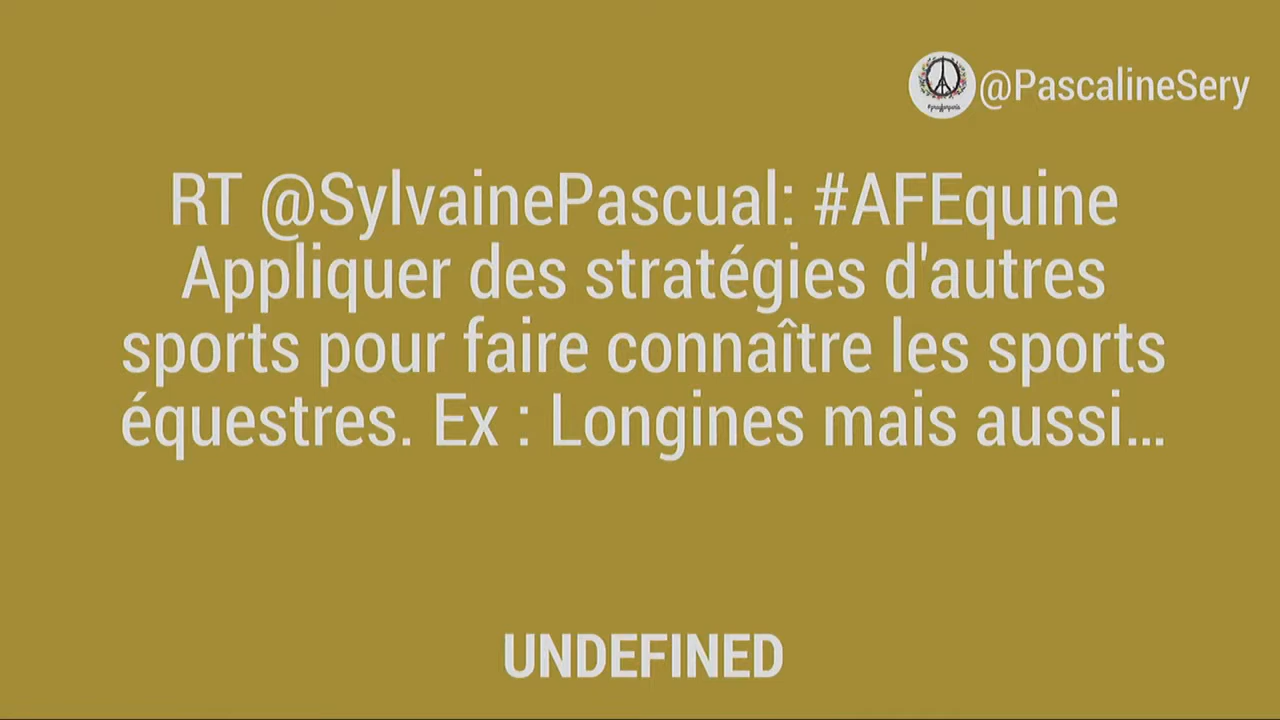 @PascalineSery
RT @SylvainePascual: #AFEquine
Appliquer des stratégies d'autres
sports pour faire connaître les sports
équestres. Ex : Longines mais aussi…
UNDEFINED